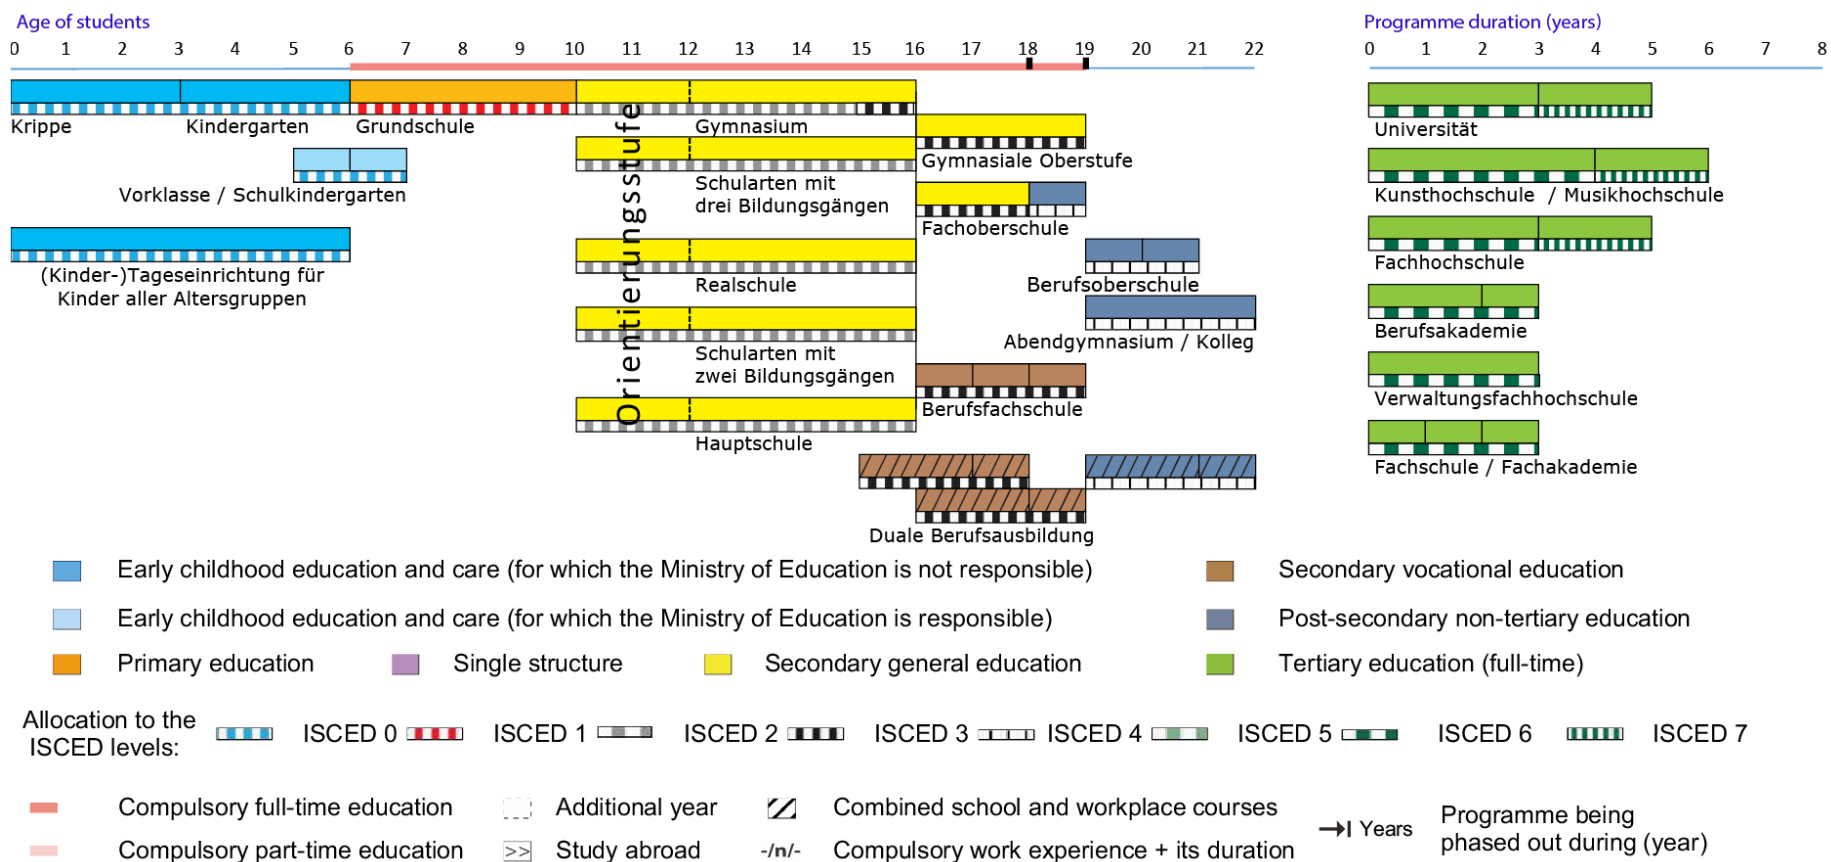 Age of students
Programme duration (years)
0 1 2 3 4 5 6 7 8 9 10 11 12 13 14 15 16 17 18 19 20 21 22
0 1 2 3 4 5 6 7 8
Krippe
Kindergarten
Grundschule
Gymnasium
Universität
Gymnasiale Oberstufe
Vorklasse / Schulkindergarten
Schularten mit
drei Bildungsgängen
Kunsthochschule / Musikhochschule
Fachoberschule
Orientierungsstufe
(Kinder-)Tageseinrichtung für
Kinder aller Altersgruppen
Realschule
Berufsoberschule
Fachhochschule
Abendgymnasium / Kolleg
Berufsakademie
Schularten mit
zwei Bildungsgängen
Berufsfachschule
Verwaltungsfachhochschule
Hauptschule
Fachschule / Fachakademie
Duale Berufsausbildung
Early childhood education and care (for which the Ministry of Education is not responsible)
Secondary vocational education
Early childhood education and care (for which the Ministry of Education is responsible)
Post-secondary non-tertiary education
Primary education
Single structure
Secondary general education
Tertiary education (full-time)
Allocation to the
ISCED levels:
ISCED 0
ISCED 1
ISCED 2
ISCED 3
ISCED 4
ISCED 5
ISCED 6
ISCED 7
Compulsory full-time education
Additional year
Combined school and workplace courses
Years
Programme being
phased out during (year)
Compulsory part-time education
>> Study abroad
-/n/- Compulsory work experience + its duration